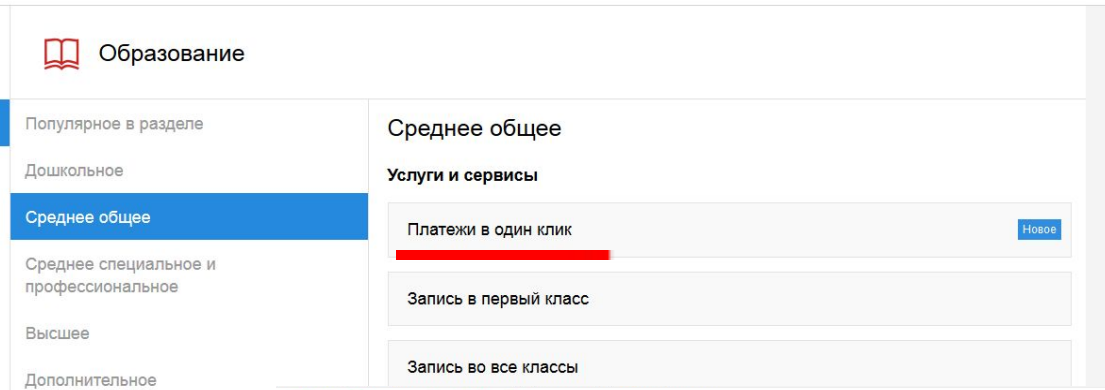 Образование
Популярное в разделе
Дошкольное
Среднее общее
Среднее специальное и
профессиональное
Высшее
Дополнительное
Среднее общее
Услуги и сервисы
Платежи в один клик
Новое
Запись в первый класс
Запись во все классы